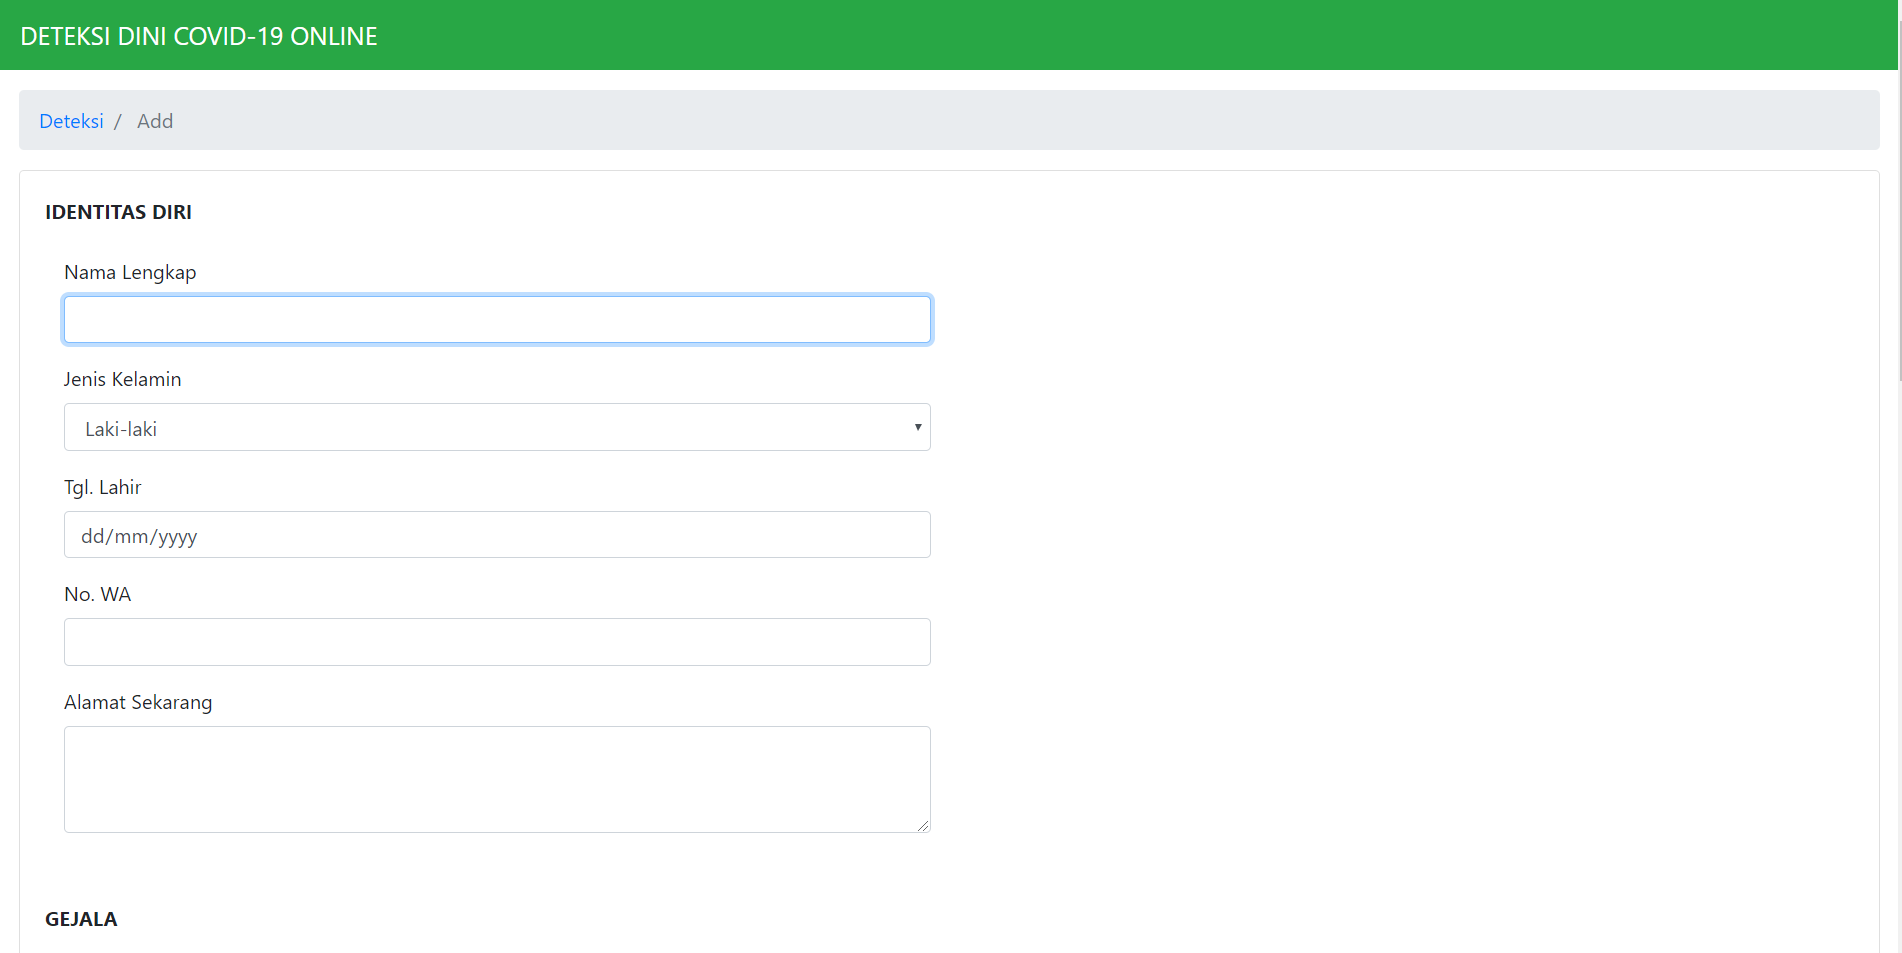 DETEKSI DINI COVID-19 ONLINE
Deteksi / Add
IDENTITAS DIRI
Nama Lengkap
Jenis Kelamin
Laki-laki
Tgl. Lahir
dd/mm/yyyy
No. WA
Alamat Sekarang
GEJALA